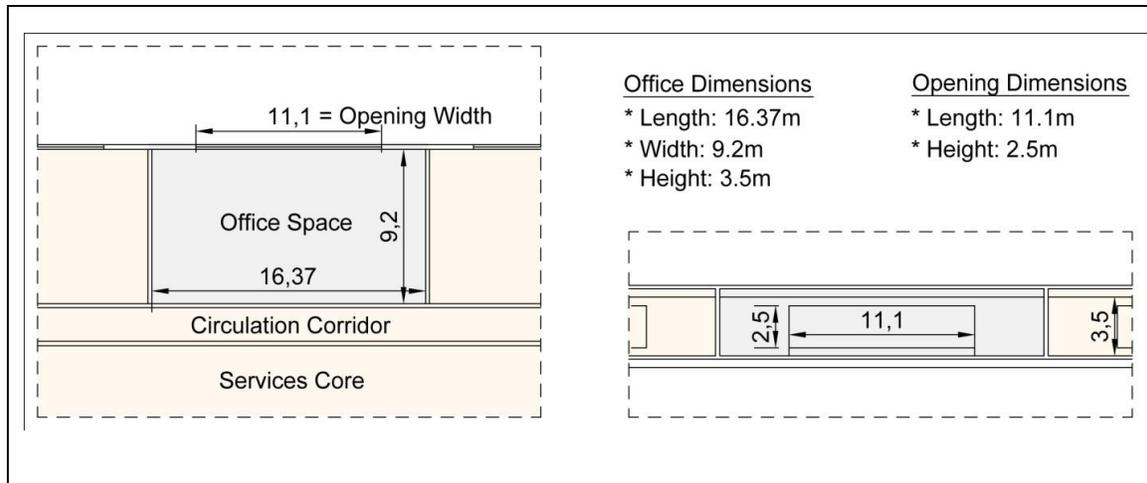 11,1 = Opening Width
Office Space
9,2
16,37
Circulation Corridor
Services Core
Office Dimensions
* Length: 16.37m
* Width: 9.2m
* Height: 3.5m
Opening Dimensions
* Length: 11.1m
* Height: 2.5m
2,5
11,1
3,5